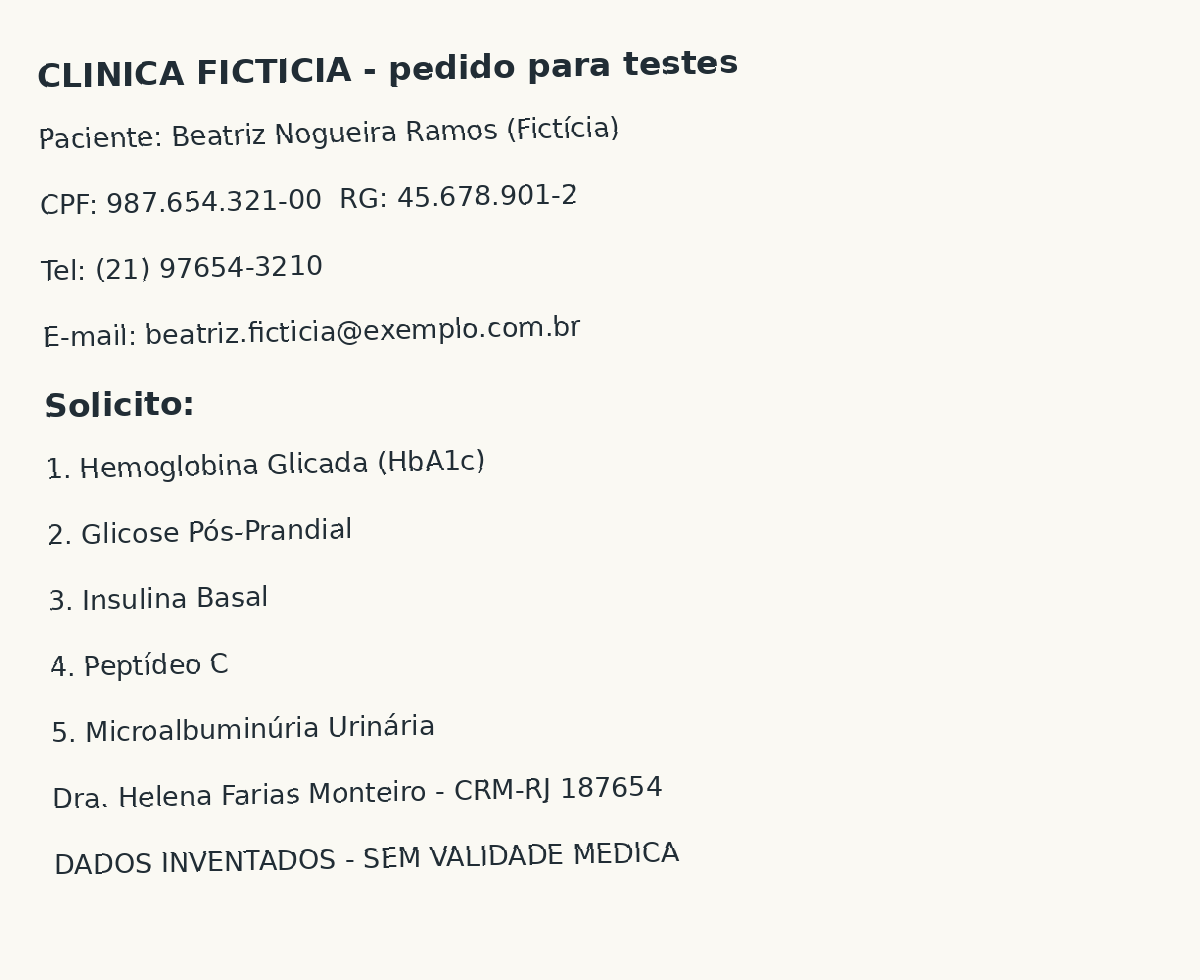 CLINICA FICTICIA - pedido para testes
Paciente: Beatriz Nogueira Ramos (Fictícia)
CPF: 987.654.321-00  RG: 45.678.901-2
Tel: (21) 97654-3210
E-mail: beatriz.ficticia@exemplo.com.br
Solicito:
1. Hemoglobina Glicada (HbA1c)
2. Glicose Pós-Prandial
3. Insulina Basal
4. Peptídeo C
5. Microalbuminúria Urinária
Dra. Helena Farias Monteiro - CRM-RJ 187654
DADOS INVENTADOS - SEM VALIDADE MEDICA